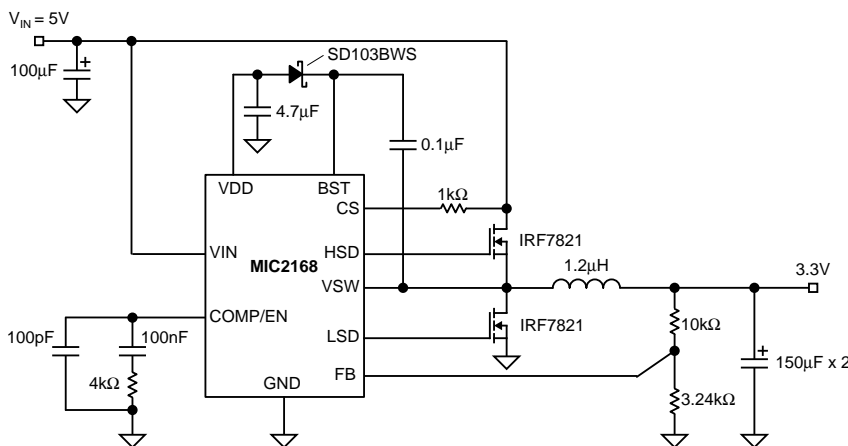 VIN = 5V
SD103BWS
100µF
4.7µF
0.1µF
VDD
BST
CS
1kΩ
VIN
HSD
IRF7821
MIC2168
1.2µH
3.3V
VSW
COMP/EN
100pF
100nF
LSD
IRF7821
10kΩ
4kΩ
FB
150µF x 2
GND
3.24kΩ